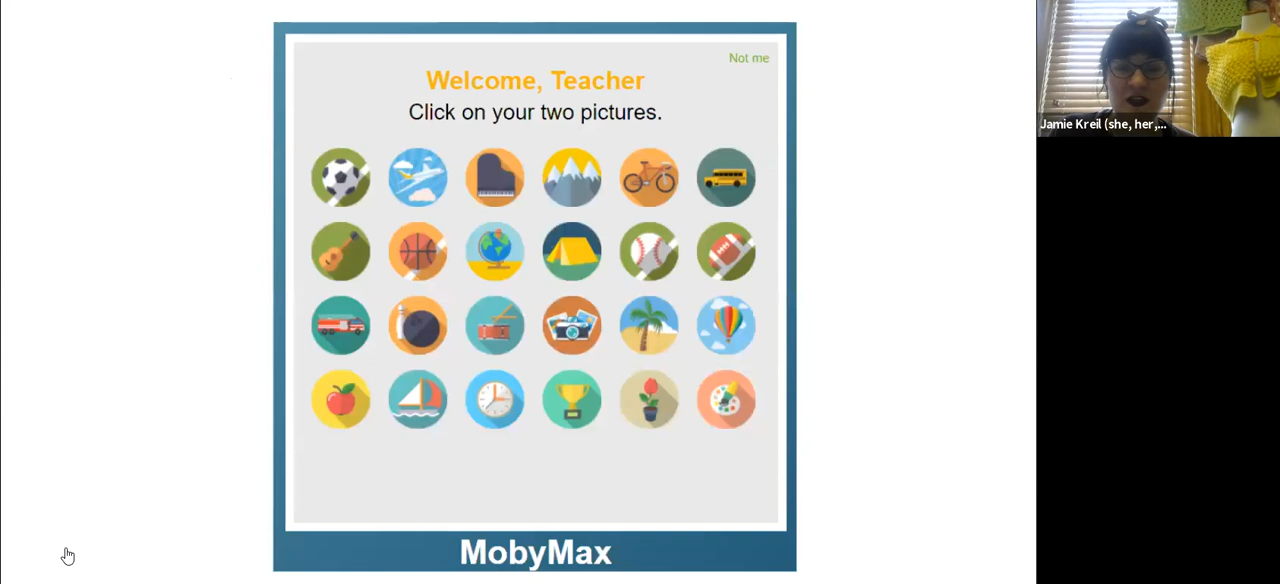 Not me
Welcome, Teacher
Click on your two pictures.
MobyMax
Jamie Kreil (she, her,...